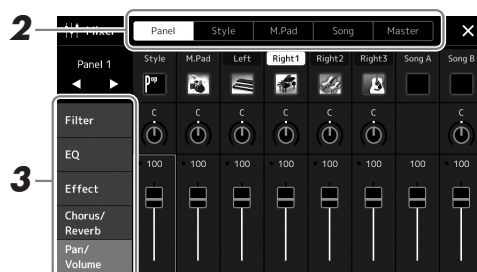 2
Mixer
Panel Style M.Pad Song Master
Panel 1
Style M.Pad Left Right1 Right2 Right3 Song A Song B
Pop
C C C C C C C
100 100 100 100 100 100 100 100
3
Filter
EQ
Effect
Chorus/
Reverb
Pan/
Volume